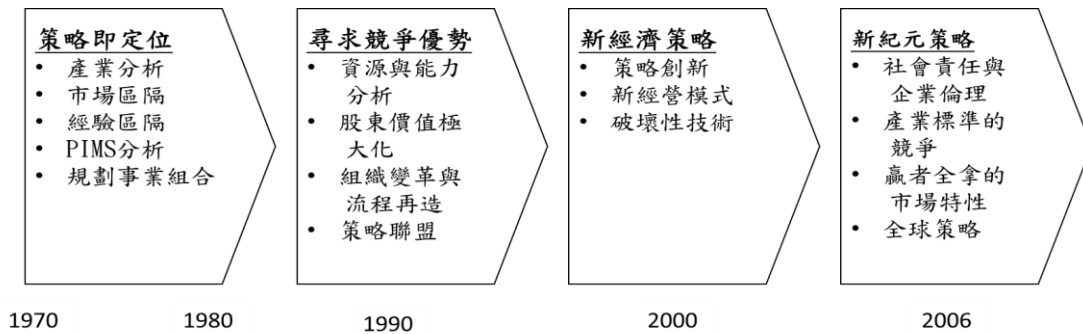 策略即定位
• 產業分析
• 市場區隔
• 經驗區隔
• PIMS分析
• 規劃事業組合
尋求競爭優勢
• 資源與能力
分析
• 股東價值極
大化
• 組織變革與
流程再造
• 策略聯盟
新經濟策略
• 策略創新
• 新經營模式
• 破壞性技術
新紀元策略
• 社會責任與
企業倫理
• 產業標準的
競爭
• 贏者全拿的
市場特性
• 全球策略
1970
1980
1990
2000
2006